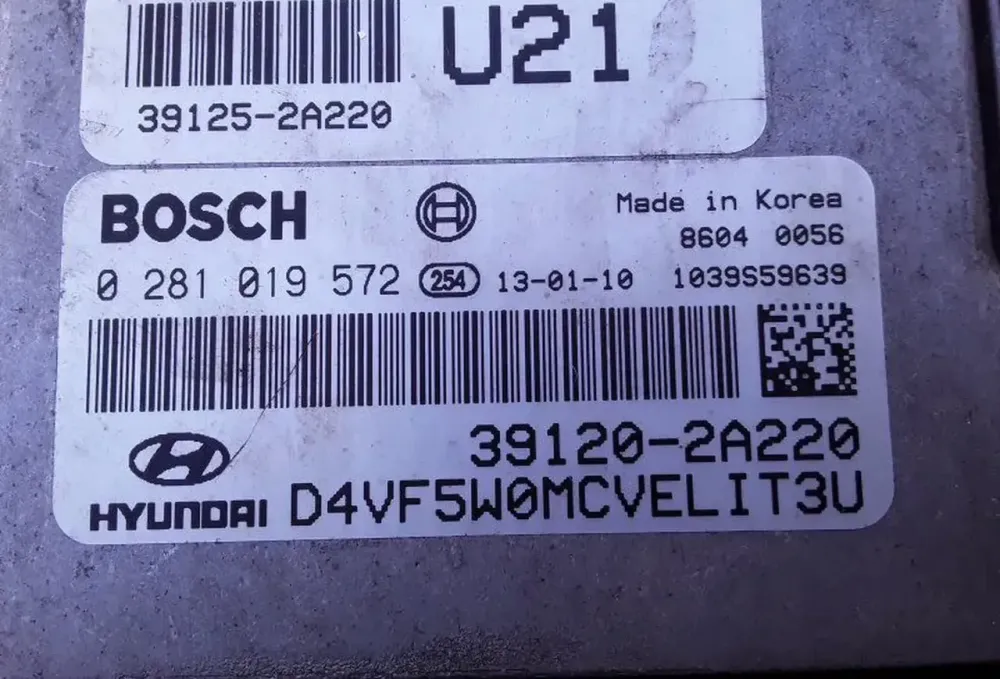 U21
39125-2A220
BOSCH
Made in Korea
8604 0056
0 281 019 572 254 13-01-10 1039S59639
39120-2A220
HYUNDAI D4VF5W0MCVELIT3U